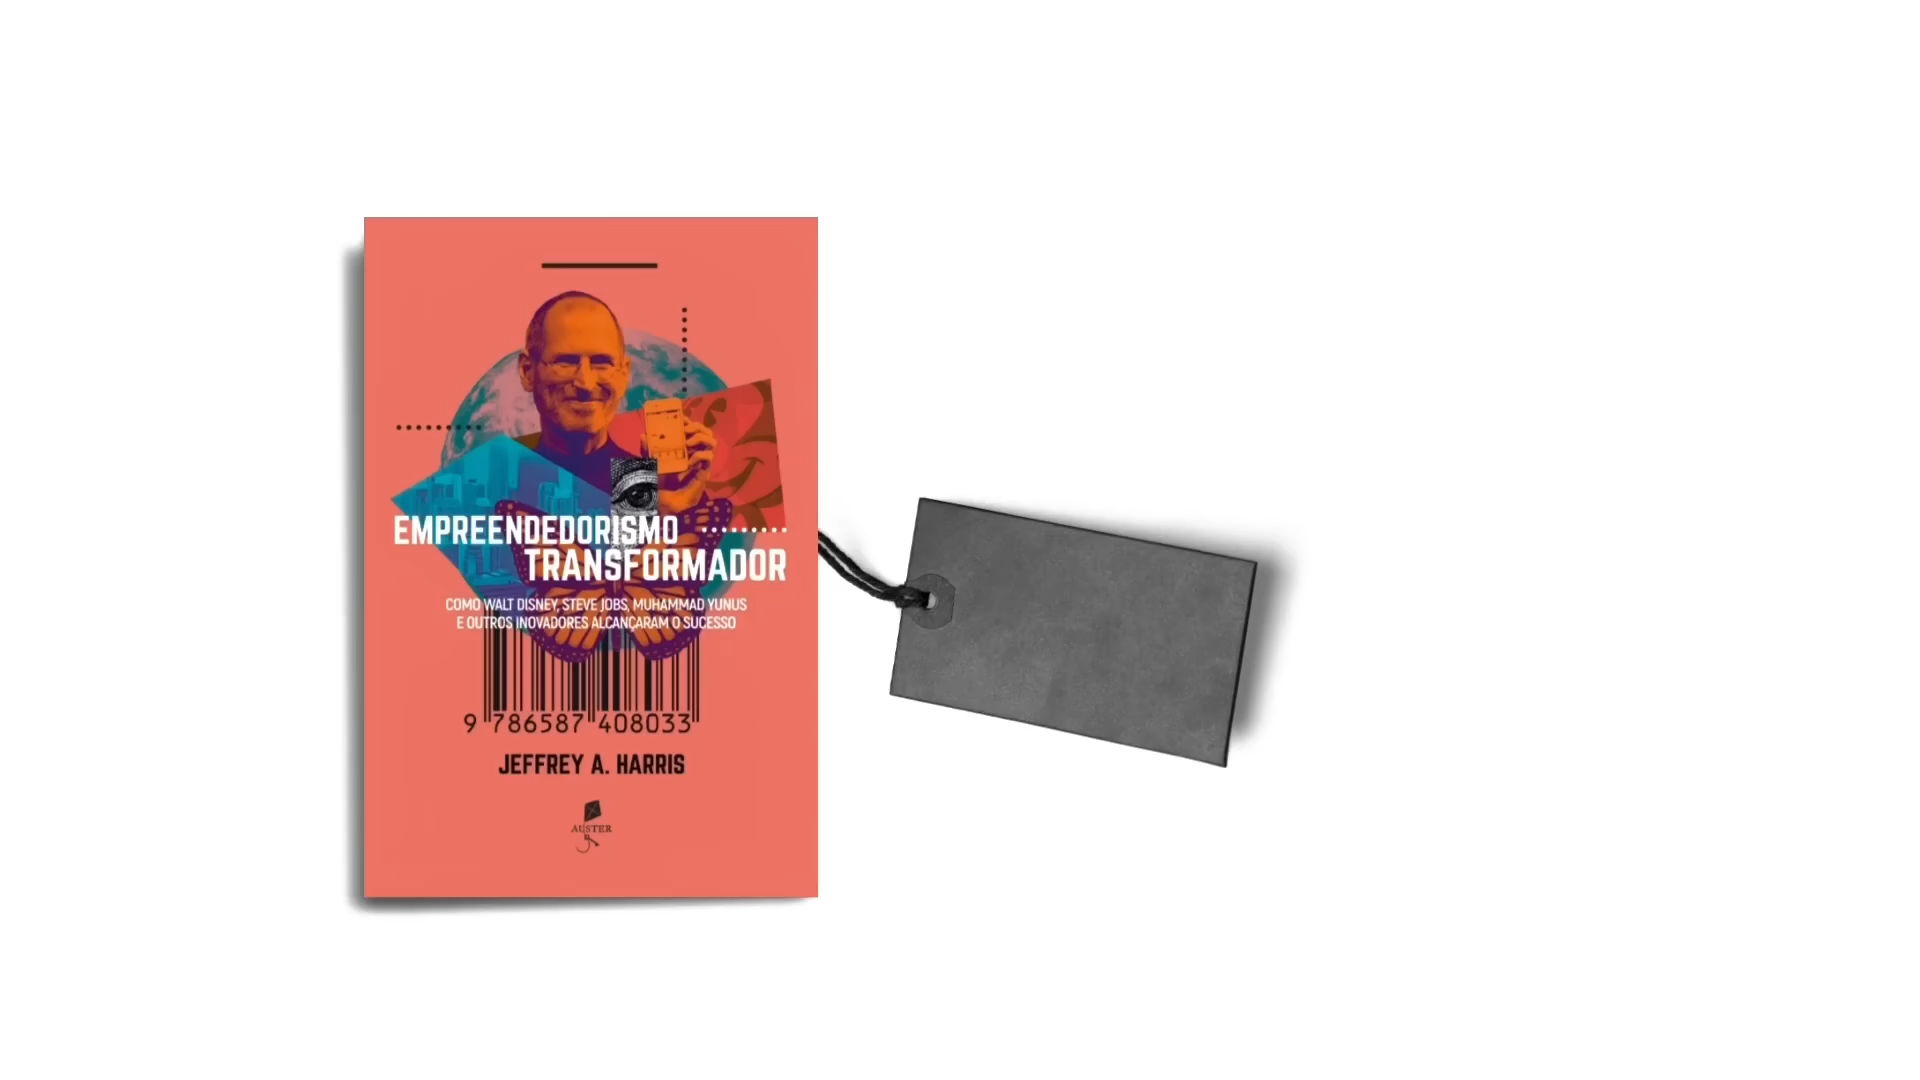 EMPREENDEDORISMO
TRANSFORMADOR
COMO WALT DISNEY, STEVE JOBS, MUHAMMAD YUNUS
E OUTROS INOVADORES ALCANÇARAM O SUCESSO
9 786587 408033
JEFFREY A. HARRIS
AUSTER